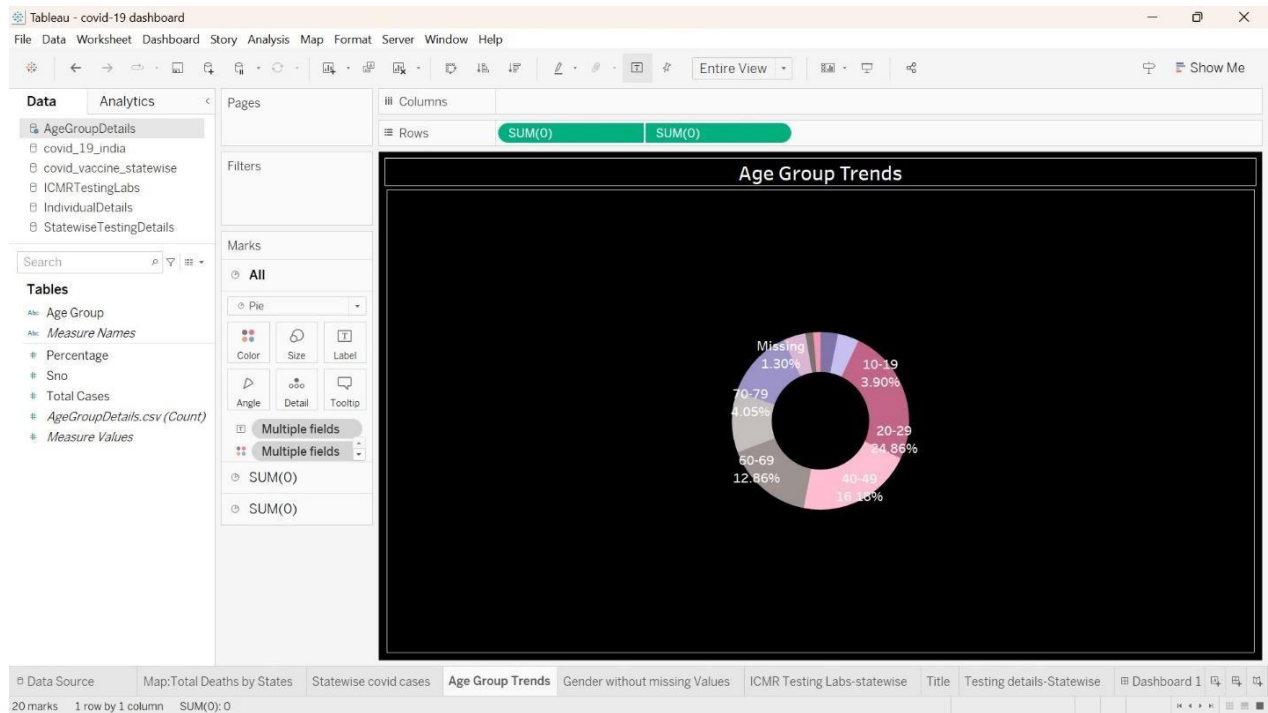 Tableau - covid-19 dashboard
File Data Worksheet Dashboard Story Analysis Map Format Server Window Help
Entire View
Show Me
Data Analytics
AgeGroupDetails
covid_19_india
covid_vaccine_statewise
ICMRTestingLabs
IndividualDetails
StatewiseTestingDetails
Search
Tables
Abc Age Group
Abc Measure Names
# Percentage
# Sno
# Total Cases
# AgeGroupDetails.csv (Count)
# Measure Values
Pages
Filters
Marks
All
Pie
Color Size Label
Angle Detail Tooltip
Multiple fields
Multiple fields
SUM(0)
SUM(0)
Columns
Rows SUM(0) SUM(0)
Age Group Trends
Missing
1.30%
10-19
3.90%
70-79
4.05%
20-29
24.86%
60-69
12.86%
40-49
16.18%
Data Source Map:Total Deaths by States Statewise covid cases Age Group Trends Gender without missing Values ICMR Testing Labs-statewise Title Testing details-Statewise Dashboard 1
20 marks 1 row by 1 column SUM(0): 0